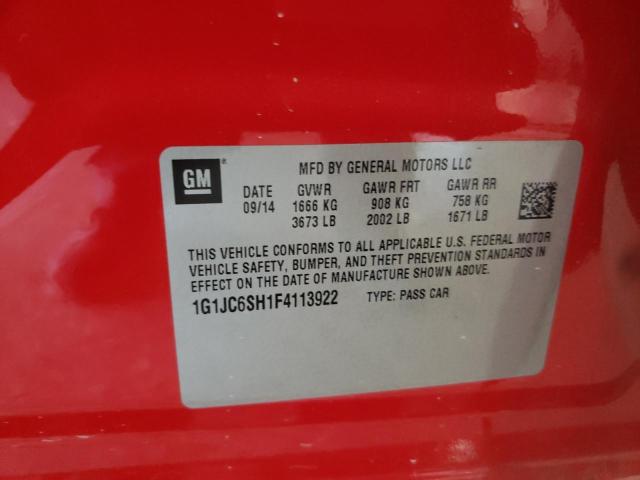 GM ®
MFD BY GENERAL MOTORS LLC
DATE GVWR GAWR FRT GAWR RR
09/14 1666 KG 908 KG 758 KG
3673 LB 2002 LB 1671 LB
THIS VEHICLE CONFORMS TO ALL APPLICABLE U.S. FEDERAL MOTOR
VEHICLE SAFETY, BUMPER, AND THEFT PREVENTION STANDARDS IN
EFFECT ON THE DATE OF MANUFACTURE SHOWN ABOVE.
1G1JC6SH1F4113922 TYPE: PASS CAR